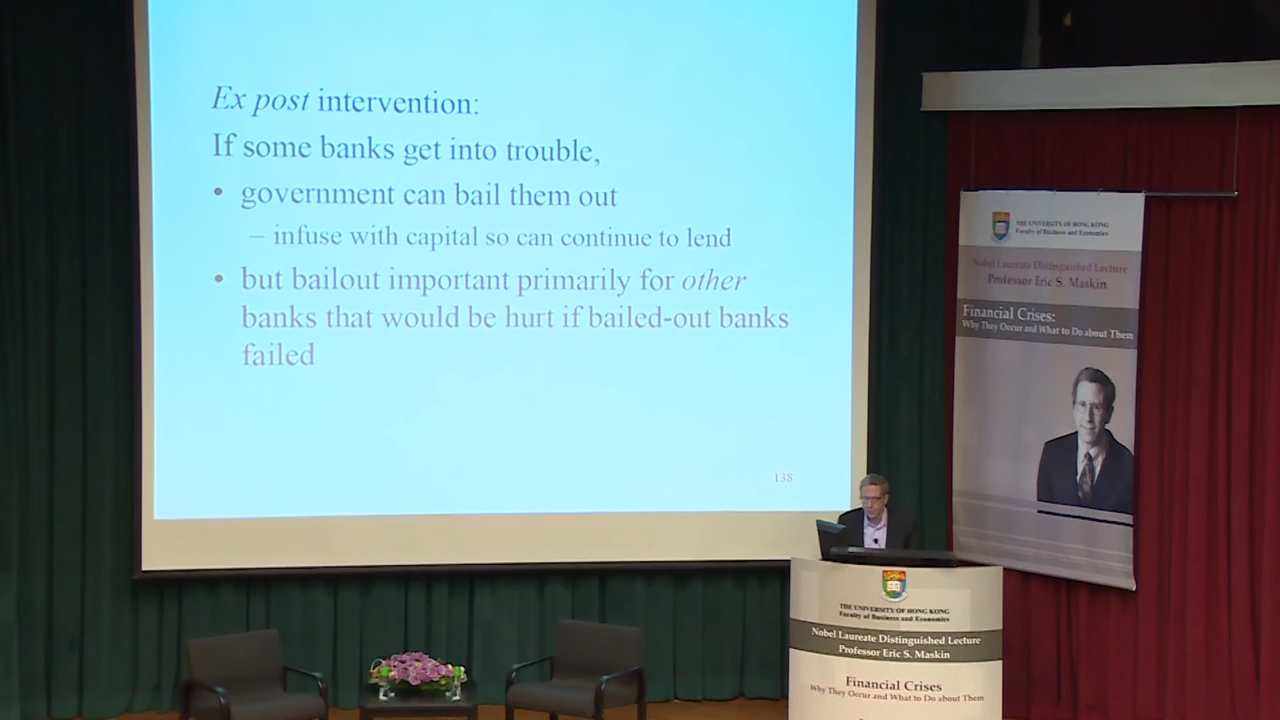 Ex post intervention:
If some banks get into trouble,
• government can bail them out
– infuse with capital so can continue to lend
• but bailout important primarily for other
banks that would be hurt if bailed-out banks
failed
138
THE UNIVERSITY OF HONG KONG
Faculty of Business and Economics
Nobel Laureate Distinguished Lecture
Professor Eric S. Maskin
Financial Crises:
Why They Occur and What to Do about Them
THE UNIVERSITY OF HONG KONG
Faculty of Business and Economics
Nobel Laureate Distinguished Lecture
Professor Eric S. Maskin
Financial Crises
Why They Occur and What to Do about Them